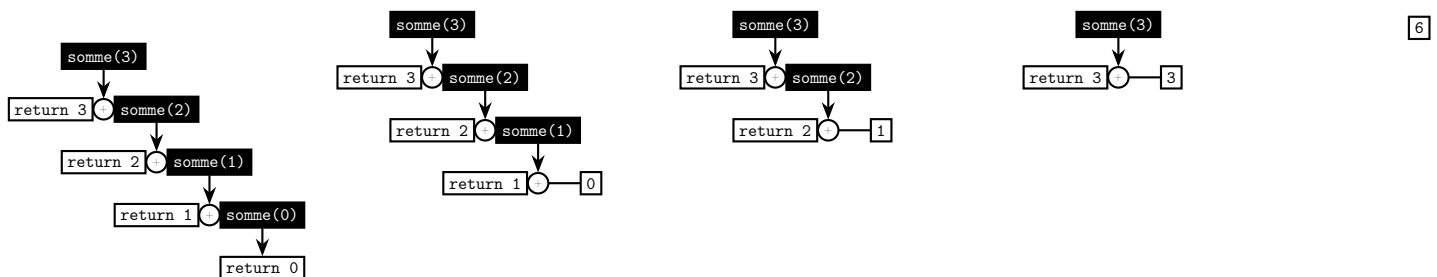 somme(3)
return 3 + somme(2)
return 2 + somme(1)
return 1 + somme(0)
return 0
somme(3)
return 3 + somme(2)
return 2 + somme(1)
return 1 + 0
somme(3)
return 3 + somme(2)
return 2 + 1
somme(3)
return 3 + 3
6